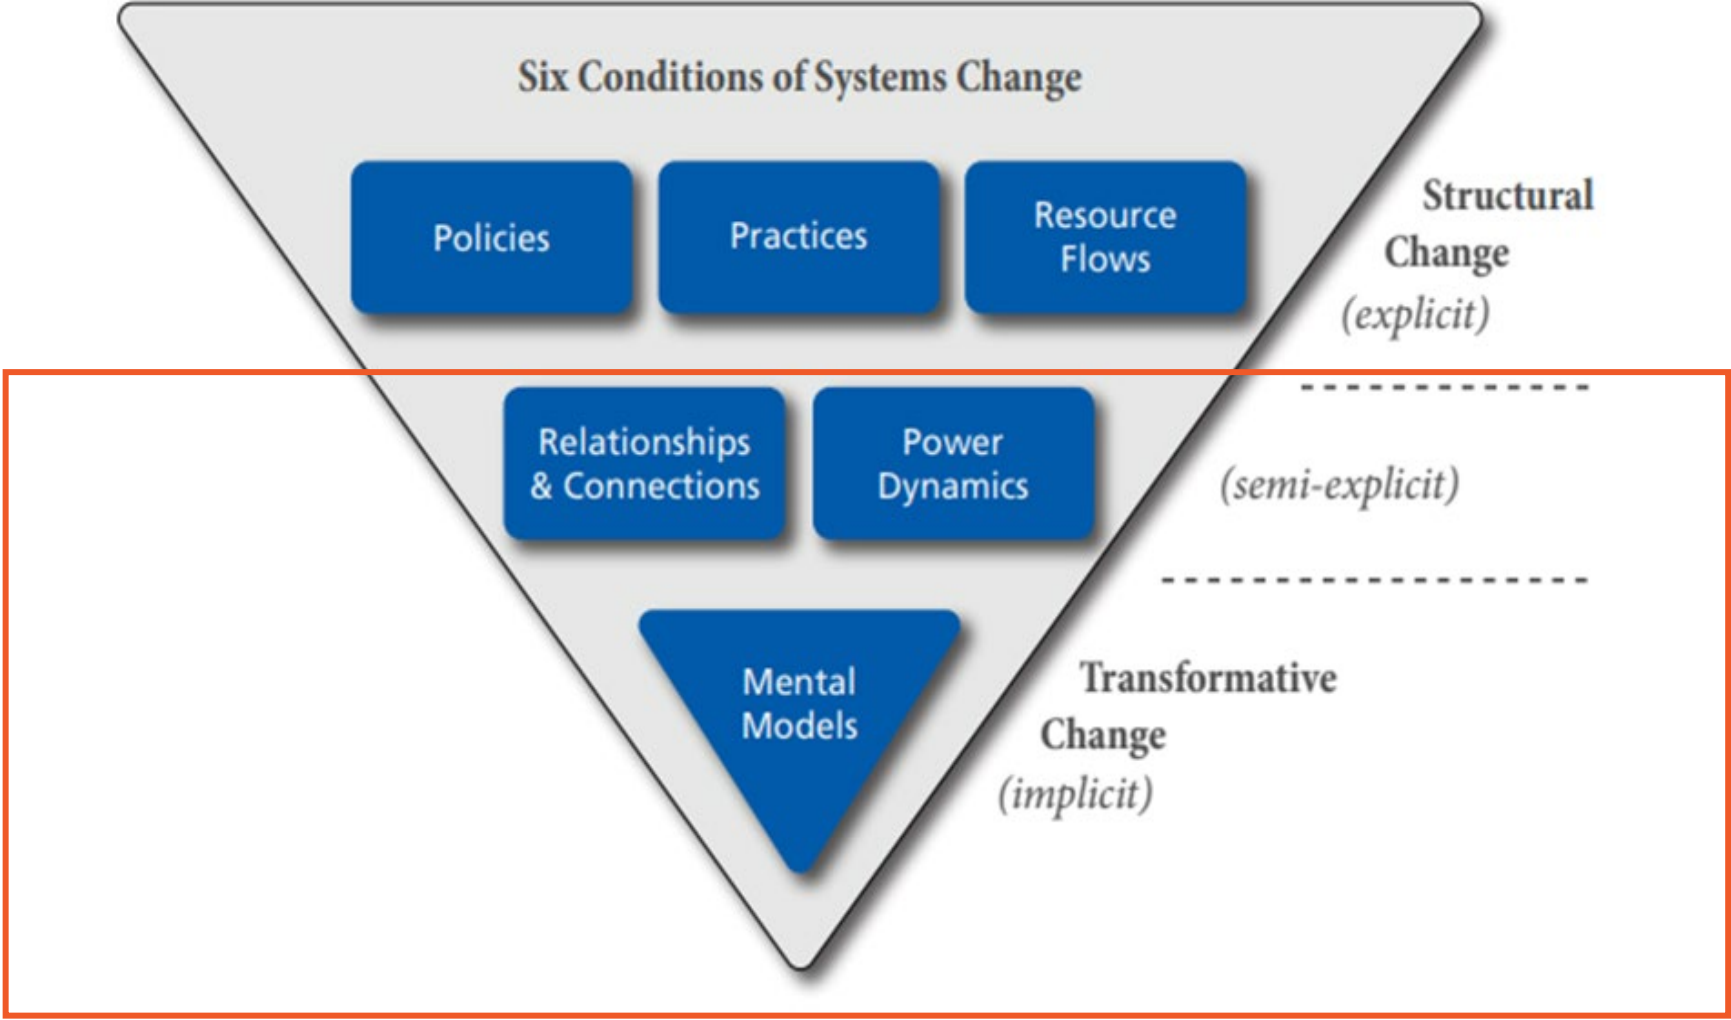 Six Conditions of Systems Change
Policies
Practices
Resource
Flows
Structural
Change
(explicit)
Relationships
& Connections
Power
Dynamics
(semi-explicit)
Mental
Models
Transformative
Change
(implicit)